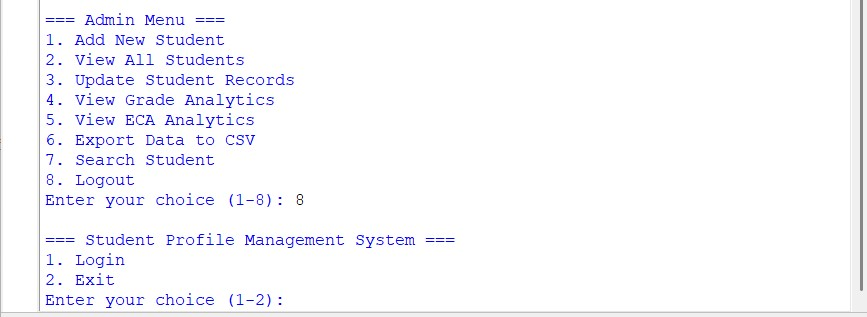 === Admin Menu ===
1. Add New Student
2. View All Students
3. Update Student Records
4. View Grade Analytics
5. View ECA Analytics
6. Export Data to CSV
7. Search Student
8. Logout
Enter your choice (1-8): 8
=== Student Profile Management System ===
1. Login
2. Exit
Enter your choice (1-2):